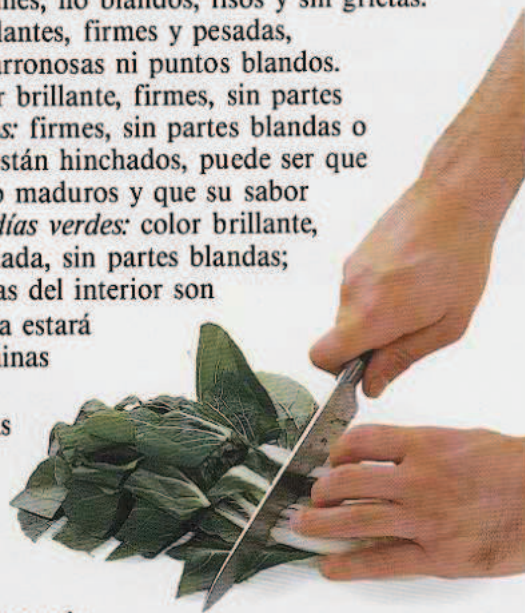 no blandos, lisos y sin grietas.
lantes, firmes y pesadas,
rronosas ni puntos blandos.
r brillante, firmes, sin partes
s: firmes, sin partes blandas o
stán hinchados, puede ser que
o maduros y que su sabor
días verdes: color brillante,
ada, sin partes blandas;
as del interior son
a estará
inas
s